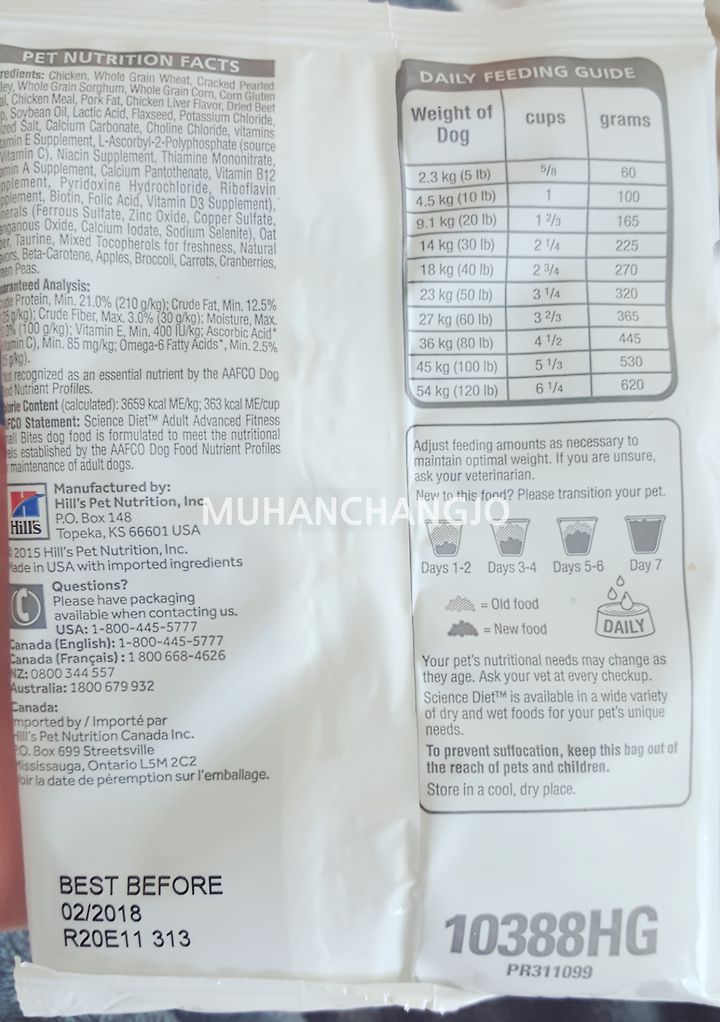 PET NUTRITION FACTS
redients: Chicken, Whole Grain Wheat, Cracked Pearled
ley, Whole Grain Sorghum, Whole Grain Corn, Corn Gluten
al, Chicken Meal, Pork Fat, Chicken Liver Flavor, Dried Beet
p, Soybean Oil, Lactic Acid, Flaxseed, Potassium Chloride,
ized Salt, Calcium Carbonate, Choline Chloride, vitamins
tamin E Supplement, L-Ascorbyl-2-Polyphosphate (source
Vitamin C), Niacin Supplement, Thiamine Mononitrate,
amin A Supplement, Calcium Pantothenate, Vitamin B12
pplement, Pyridoxine Hydrochloride, Riboflavin
pplement, Biotin, Folic Acid, Vitamin D3 Supplement),
nerals (Ferrous Sulfate, Zinc Oxide, Copper Sulfate,
anganous Oxide, Calcium Iodate, Sodium Selenite), Oat
ber, Taurine, Mixed Tocopherols for freshness, Natural
avors, Beta-Carotene, Apples, Broccoli, Carrots, Cranberries,
reen Peas.
aranteed Analysis:
ude Protein, Min. 21.0% (210 g/kg); Crude Fat, Min. 12.5%
5 g/kg); Crude Fiber, Max. 3.0% (30 g/kg); Moisture, Max.
0% (100 g/kg); Vitamin E, Min. 400 IU/kg; Ascorbic Acid*
tamin C), Min. 85 mg/kg; Omega-6 Fatty Acids*, Min. 2.5%
5 g/kg).
ot recognized as an essential nutrient by the AAFCO Dog
od Nutrient Profiles.
lorie Content (calculated): 3659 kcal ME/kg; 363 kcal ME/cup
FCO Statement: Science Diet™ Adult Advanced Fitness
all Bites dog food is formulated to meet the nutritional
els established by the AAFCO Dog Food Nutrient Profiles
maintenance of adult dogs.
Hill's
Manufactured by:
Hill's Pet Nutrition, Inc.
P.O. Box 148
Topeka, KS 66601 USA
©2015 Hill's Pet Nutrition, Inc.
Made in USA with imported ingredients
Questions?
Please have packaging
available when contacting us.
USA: 1-800-445-5777
Canada (English): 1-800-445-5777
Canada (Français) : 1 800 668-4626
NZ: 0800 344 557
Australia: 1800 679 932
Canada:
Imported by / Importé par
Hill's Pet Nutrition Canada Inc.
P.O. Box 699 Streetsville
Mississauga, Ontario L5M 2C2
Voir la date de péremption sur l'emballage.
BEST BEFORE
02/2018
R20E11 313
DAILY FEEDING GUIDE
Weight of Dog cups grams
2.3 kg (5 lb) 5/8 60
4.5 kg (10 lb) 1 100
9.1 kg (20 lb) 1 2/3 165
14 kg (30 lb) 2 1/4 225
18 kg (40 lb) 2 3/4 270
23 kg (50 lb) 3 1/4 320
27 kg (60 lb) 3 2/3 365
36 kg (80 lb) 4 1/2 445
45 kg (100 lb) 5 1/3 530
54 kg (120 lb) 6 1/4 620
Adjust feeding amounts as necessary to
maintain optimal weight. If you are unsure,
ask your veterinarian.
New to this food? Please transition your pet.
Days 1-2 Days 3-4 Days 5-6 Day 7
= Old food
= New food
DAILY
Your pet's nutritional needs may change as
they age. Ask your vet at every checkup.
Science Diet™ is available in a wide variety
of dry and wet foods for your pet's unique
needs.
To prevent suffocation, keep this bag out of
the reach of pets and children.
Store in a cool, dry place.
10388HG
PR311099
MUHANCHANGJO